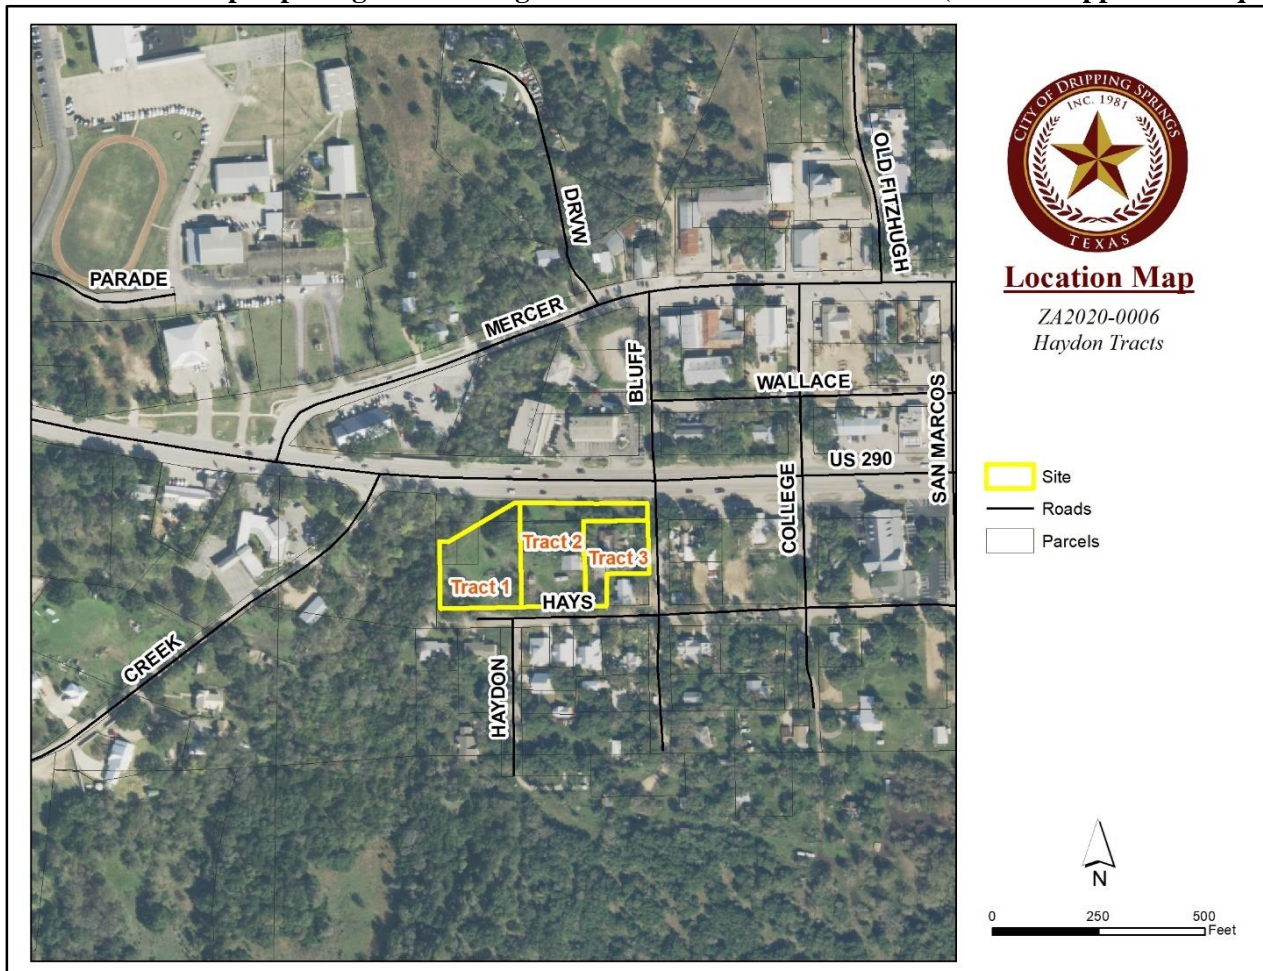 CITY OF DRIPPING SPRINGS
INC. 1981
TEXAS
Location Map
ZA2020-0006
Haydon Tracts
Site
Roads
Parcels
N
0 250 500
Feet
OLD FITZHUGH
DRVW
PARADE
MERCER
BLUFF
WALLACE
SAN MARCOS
US 290
COLLEGE
Tract 2
Tract 3
Tract 1
HAYS
CREEK
HAYDON